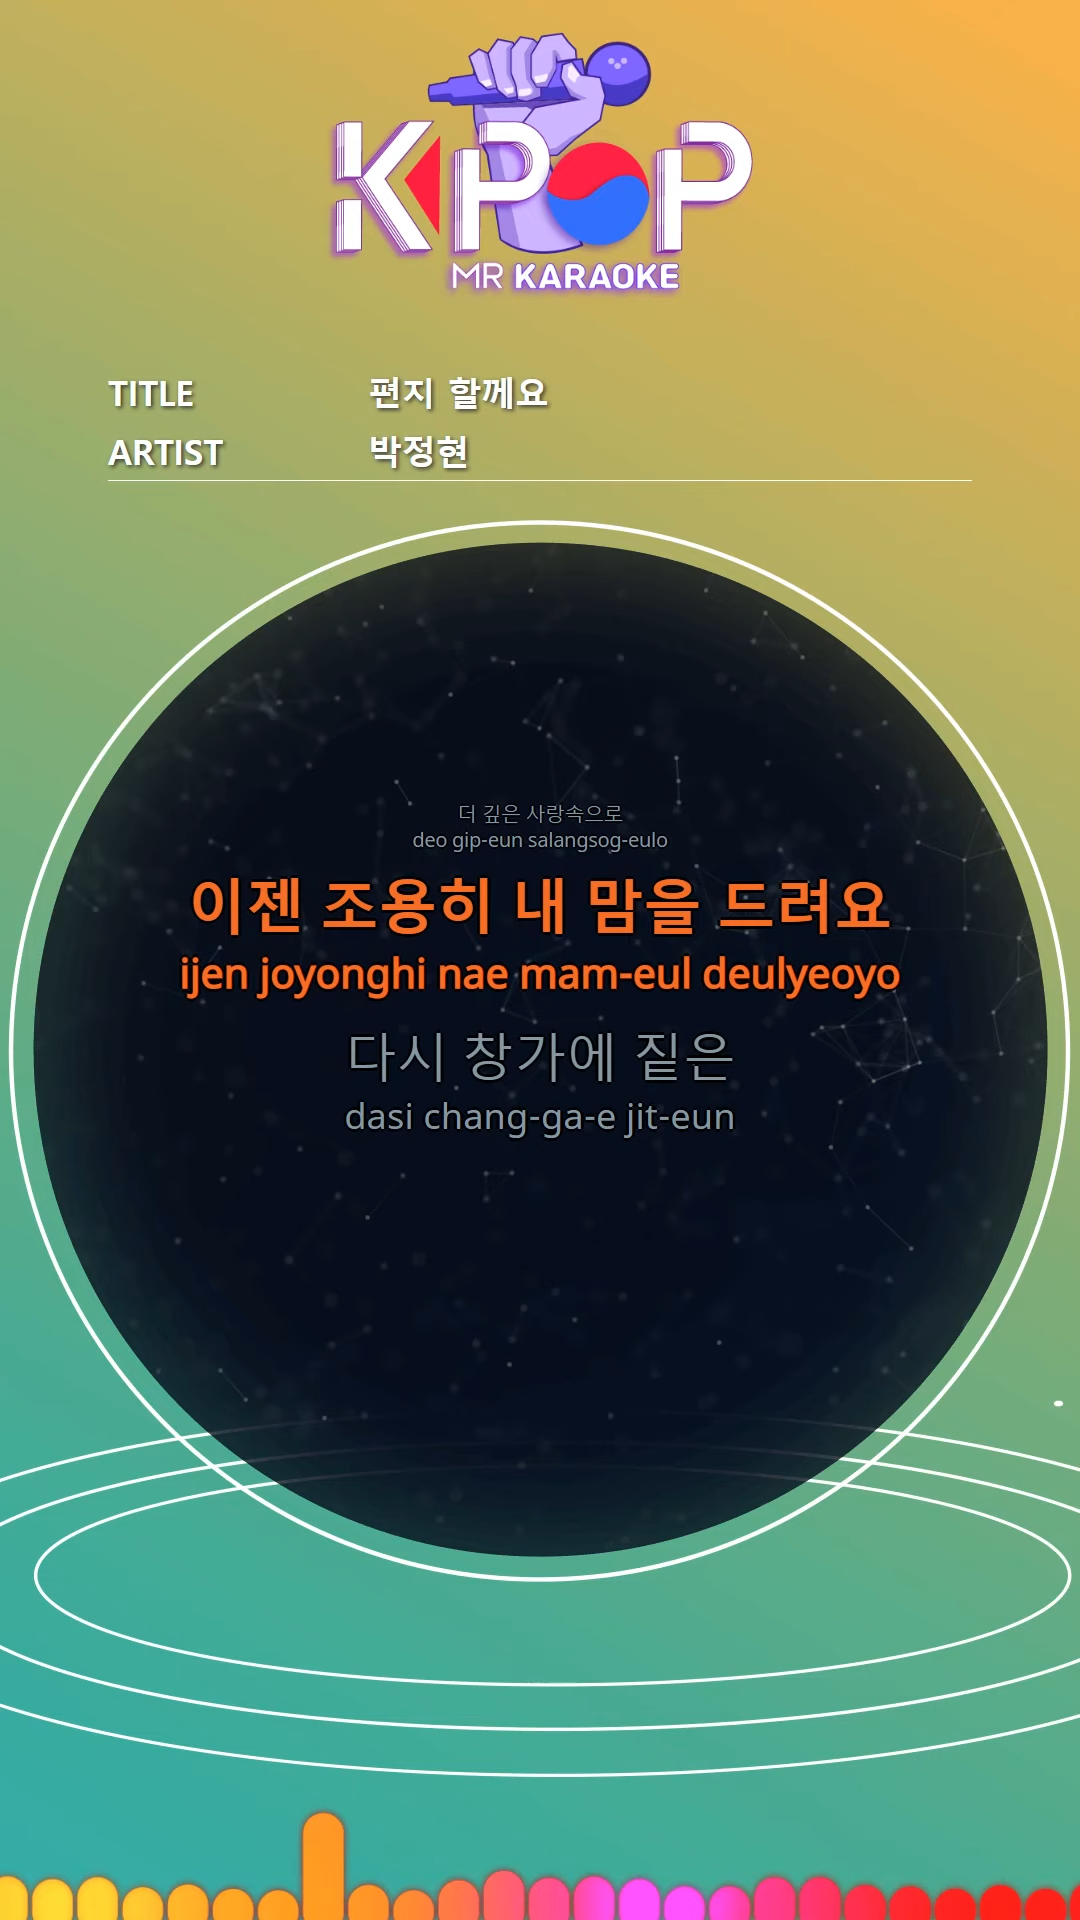 KPOP
MR KARAOKE
TITLE 편지 할께요
ARTIST 박정현
더 깊은 사랑속으로
deo gip-eun salangsog-eulo
이젠 조용히 내 맘을 드려요
ijen joyonghi nae mam-eul deulyeoyo
다시 창가에 짙은
dasi chang-ga-e jit-eun